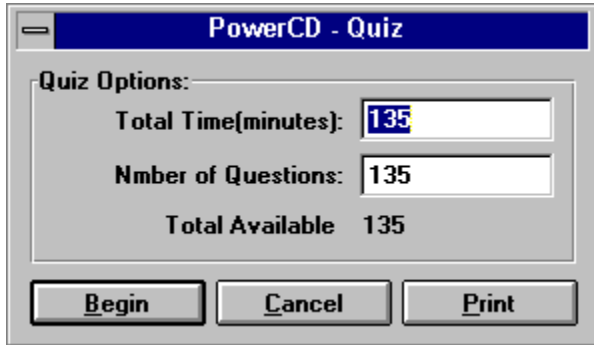 PowerCD - Quiz
Quiz Options:
Total Time(minutes): 135
Nmber of Questions: 135
Total Available 135
Begin Cancel Print